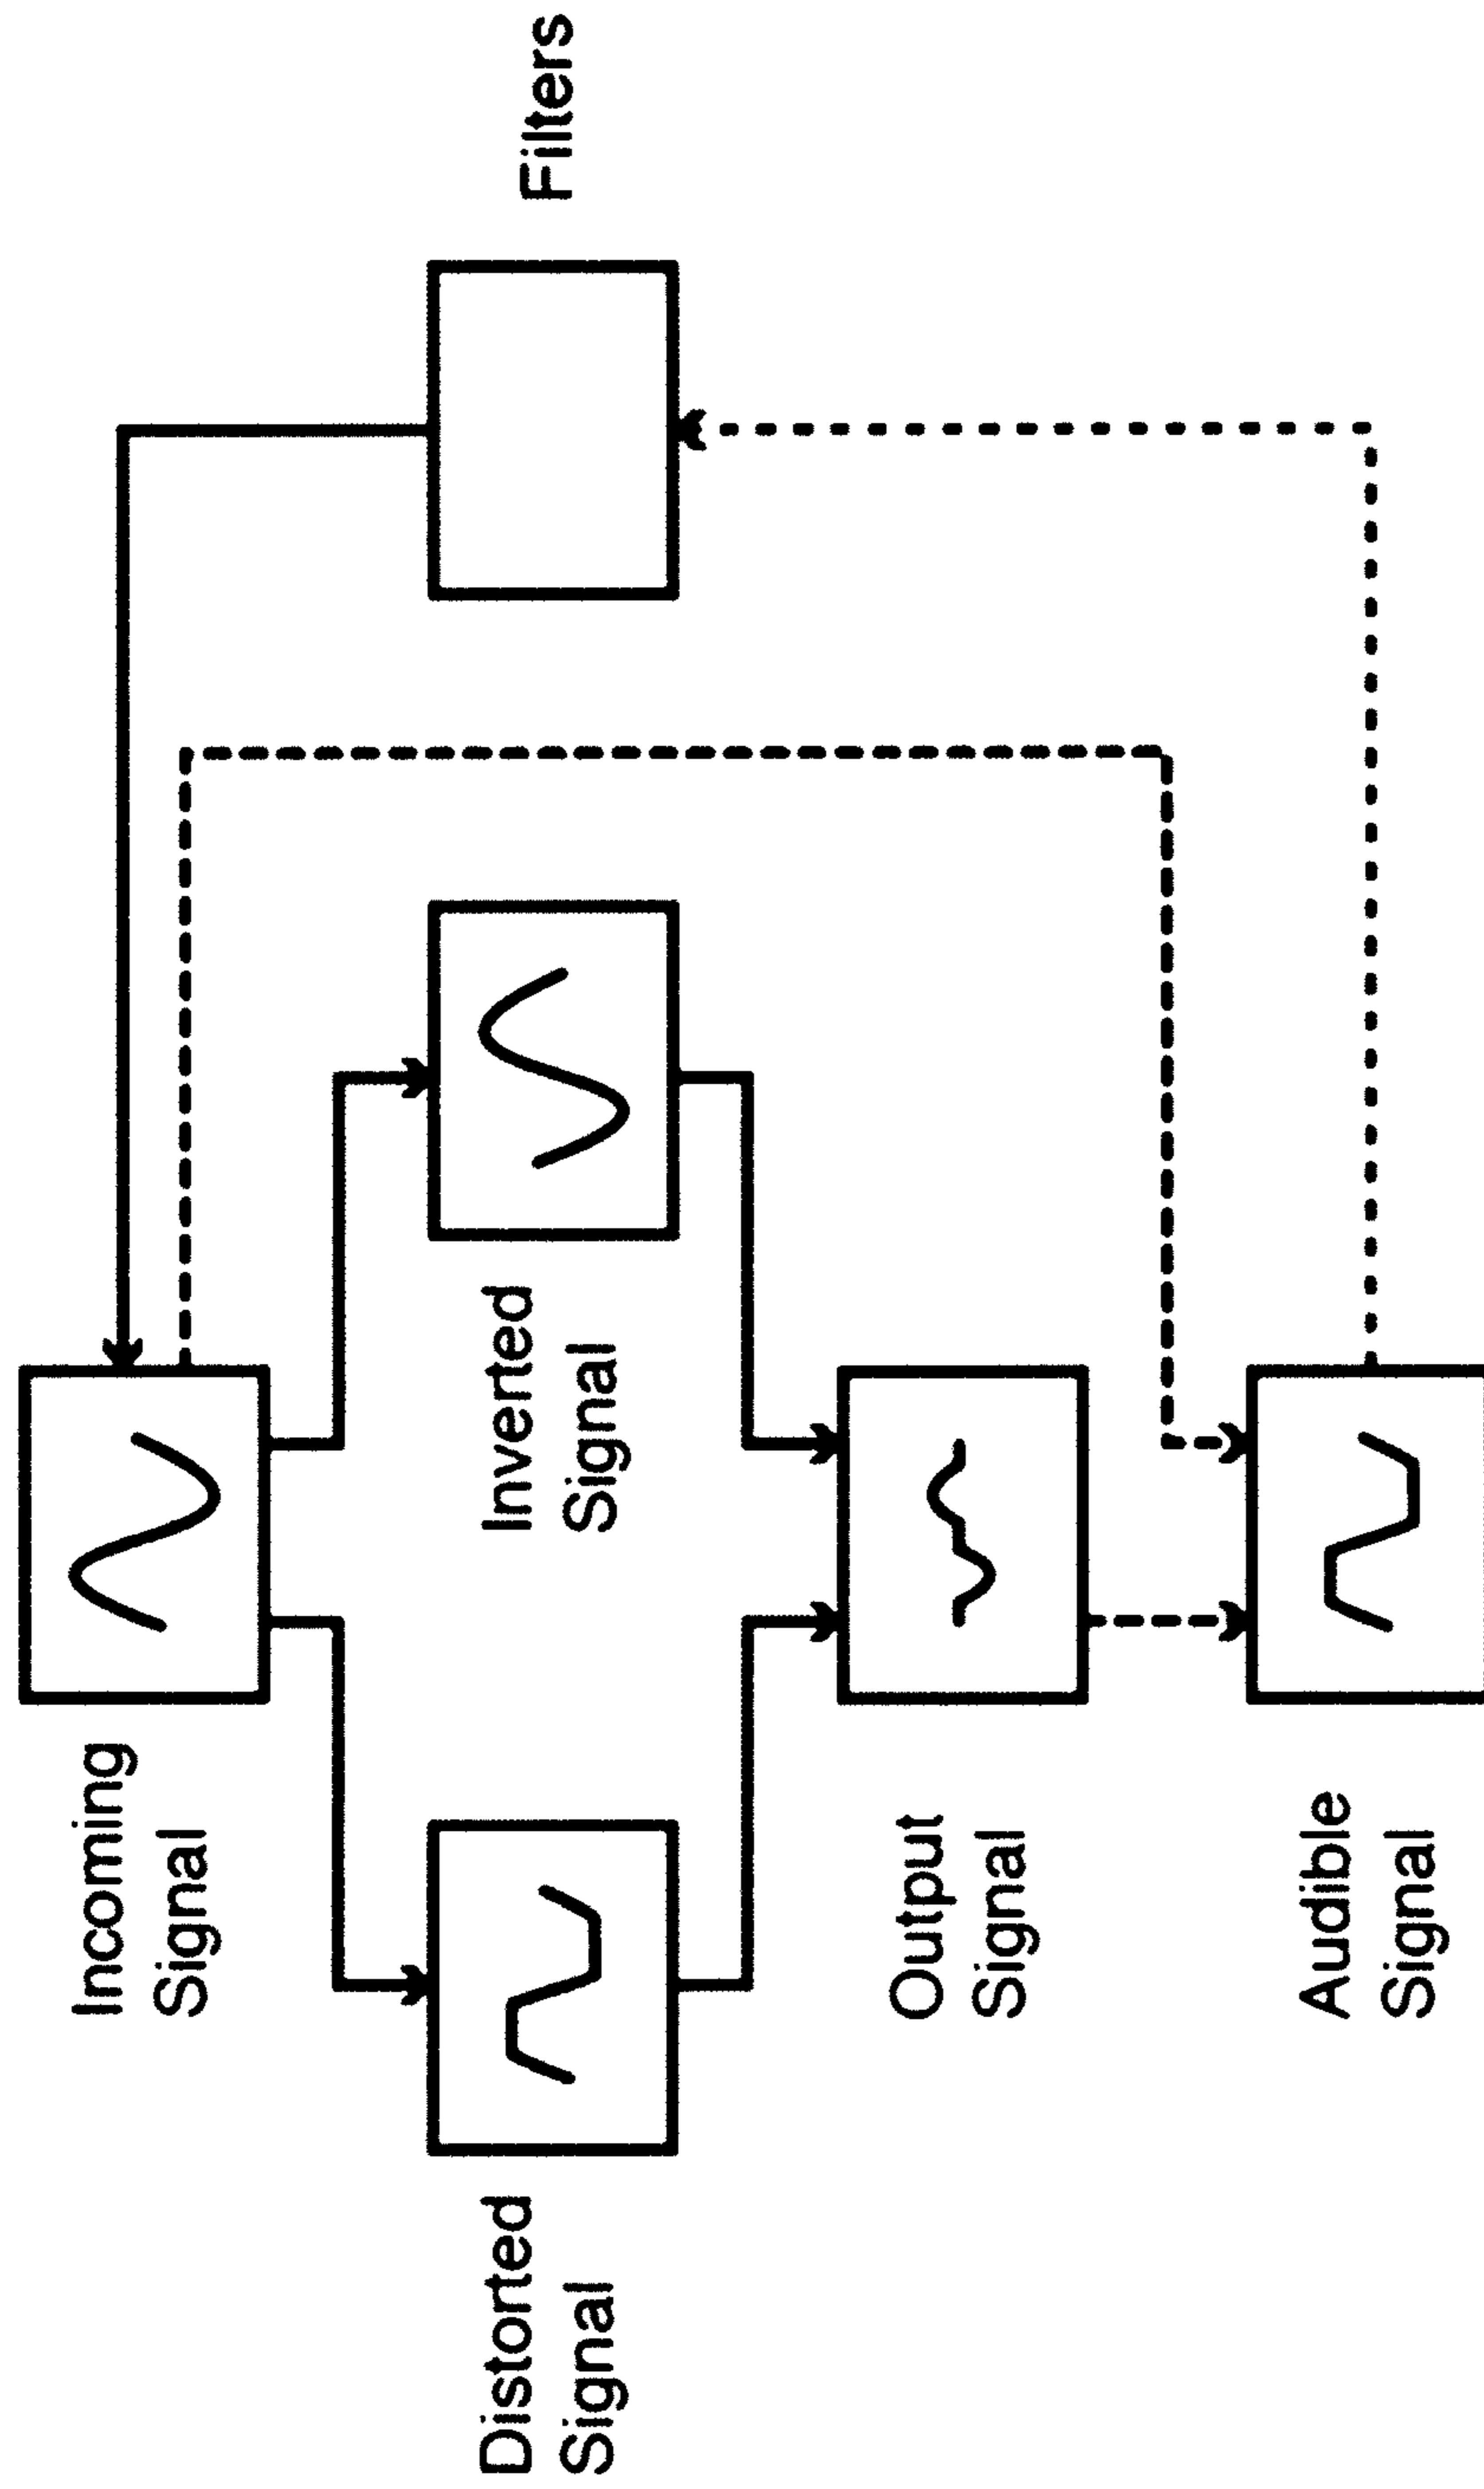 Incoming
Signal
Distorted
Signal
Inverted
Signal
Filters
Output
Signal
Audible
Signal